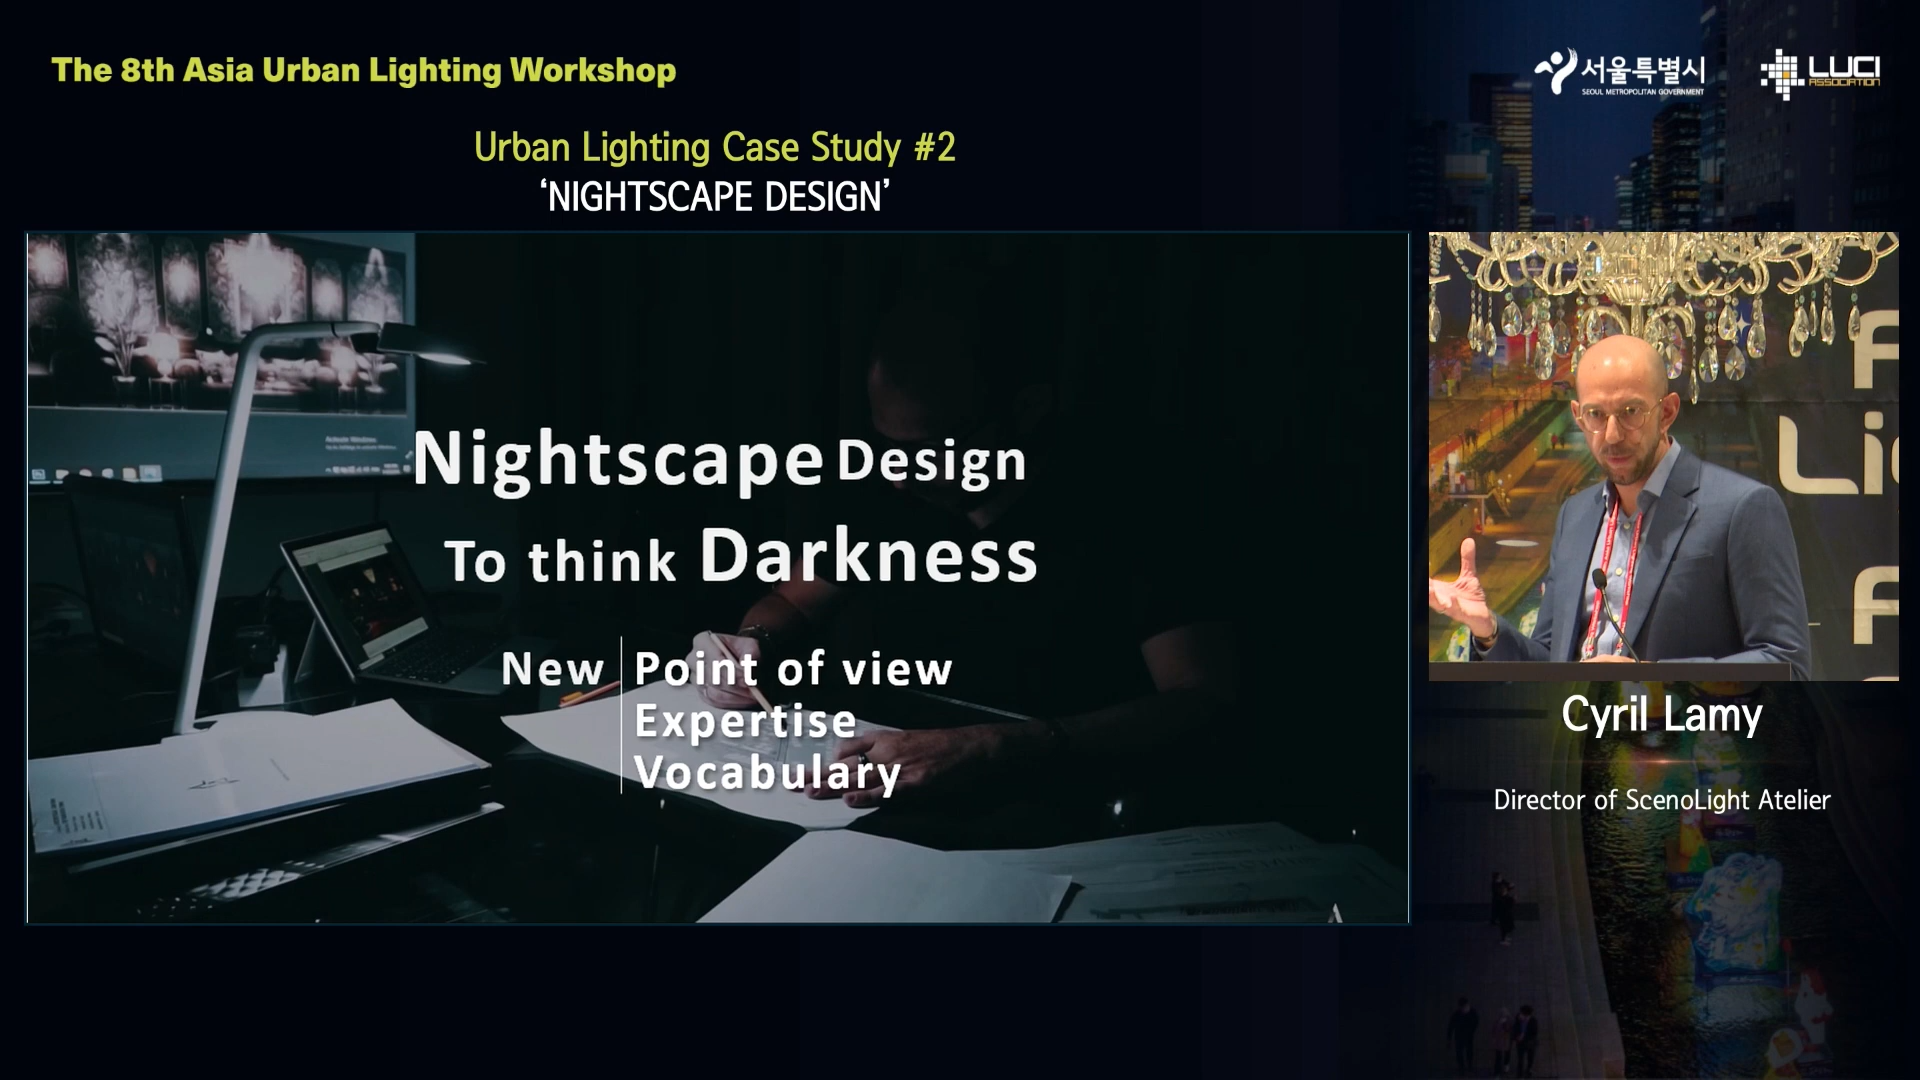 The 8th Asia Urban Lighting Workshop
서울특별시
SEOUL METROPOLITAN GOVERNMENT
LUCI
ASSOCIATION
Urban Lighting Case Study #2
‘NIGHTSCAPE DESIGN’
Nightscape Design
To think Darkness
New
Point of view
Expertise
Vocabulary
Cyril Lamy
Director of ScenoLight Atelier